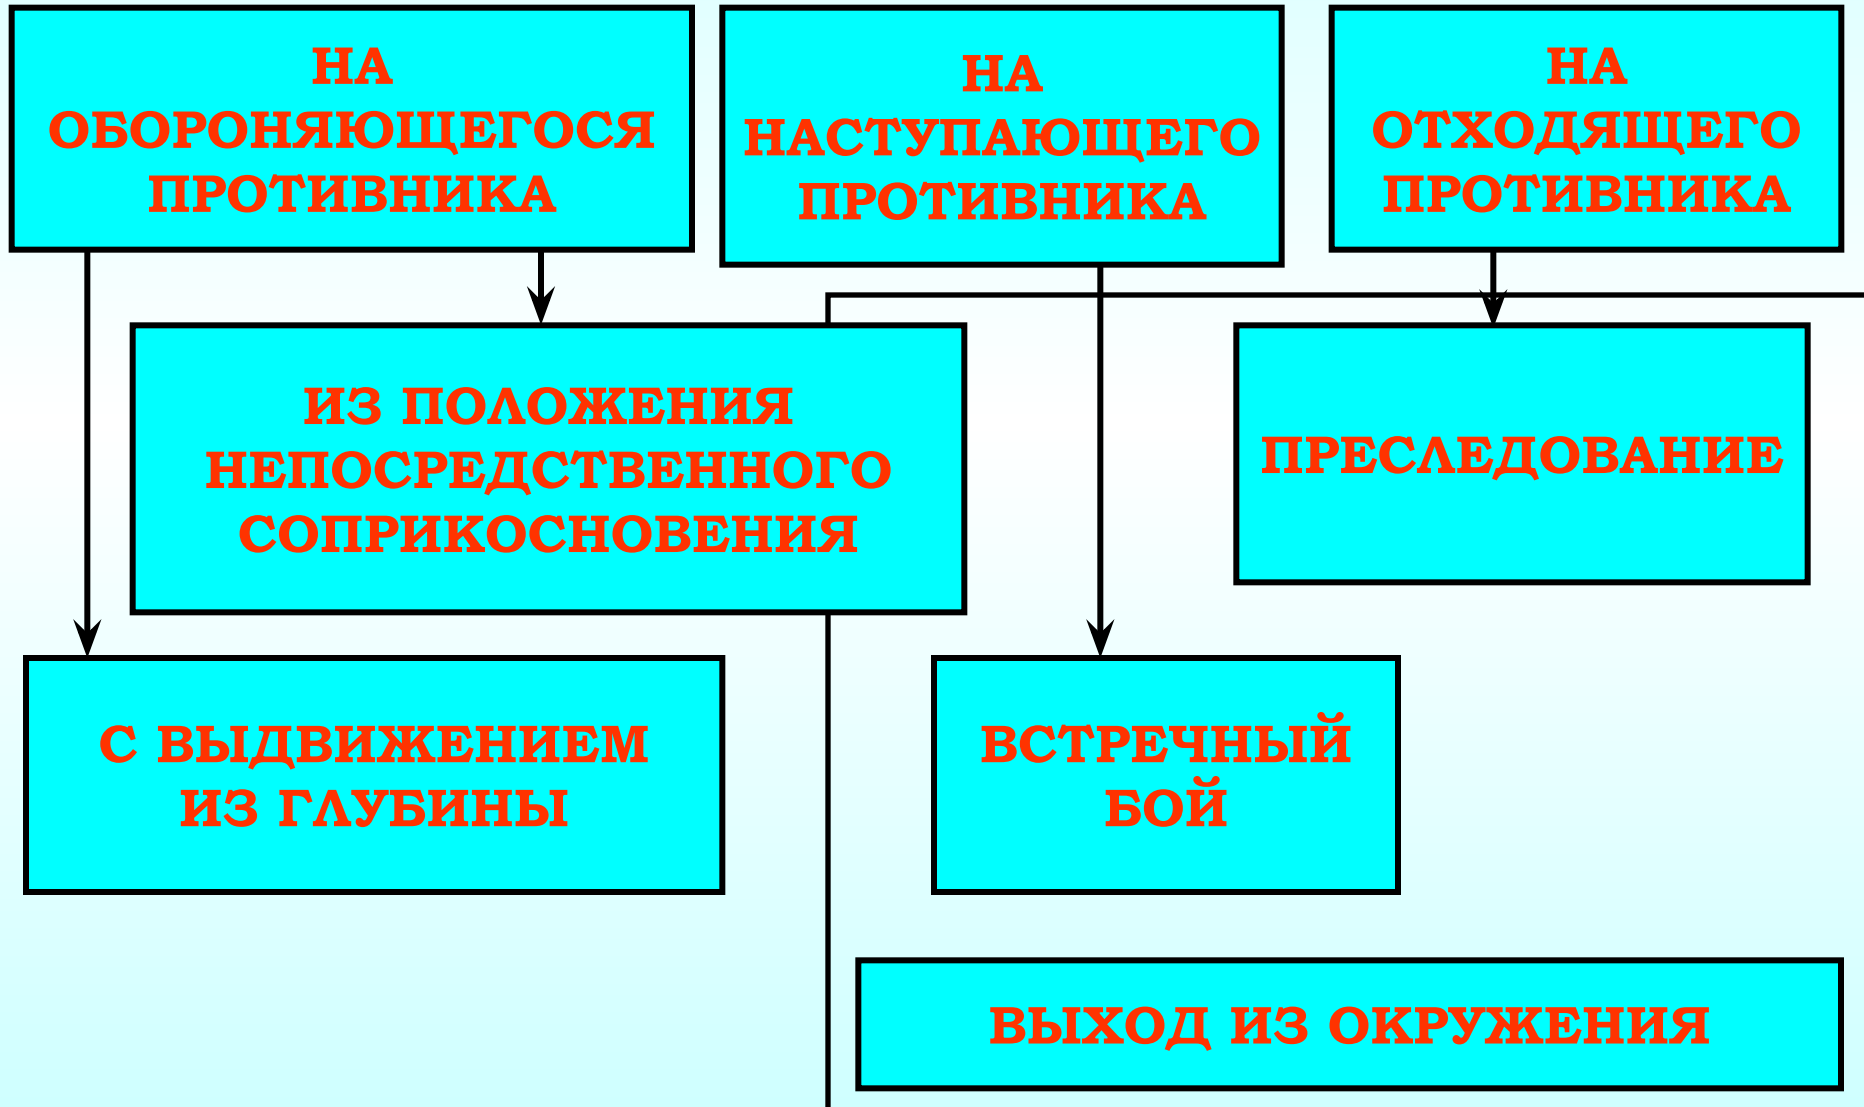 НА
ОБОРОНЯЮЩЕГОСЯ
ПРОТИВНИКА
НА
НАСТУПАЮЩЕГО
ПРОТИВНИКА
НА
ОТХОДЯЩЕГО
ПРОТИВНИКА
ИЗ ПОЛОЖЕНИЯ
НЕПОСРЕДСТВЕННОГО
СОПРИКОСНОВЕНИЯ
ПРЕСЛЕДОВАНИЕ
С ВЫДВИЖЕНИЕМ
ИЗ ГЛУБИНЫ
ВСТРЕЧНЫЙ
БОЙ
ВЫХОД ИЗ ОКРУЖЕНИЯ